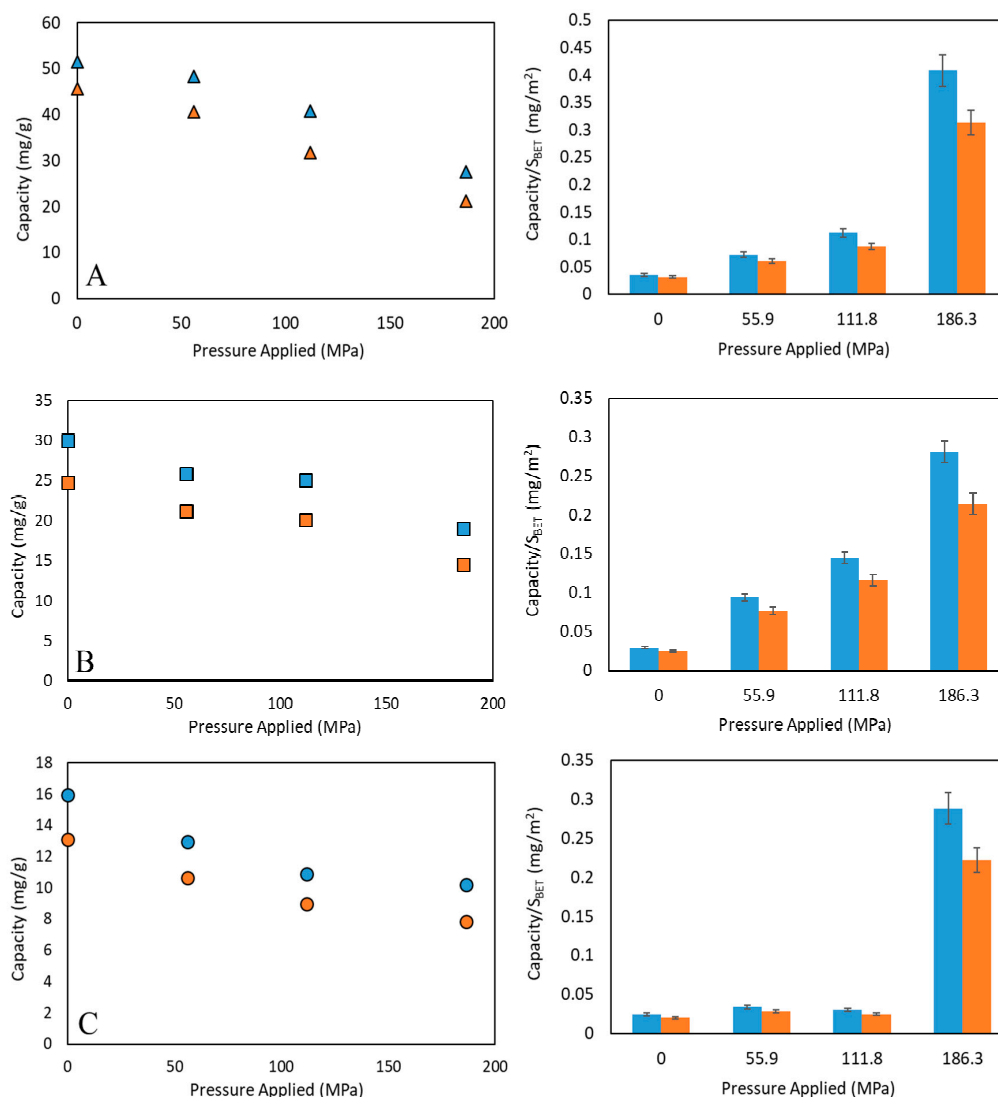 60
50
40
30
20
10
0
Capacity (mg/g)
A
0 50 100 150 200
Pressure Applied (MPa)
0.5
0.45
0.4
0.35
0.3
0.25
0.2
0.15
0.1
0.05
0
Capacity/S_BET (mg/m²)
0 55.9 111.8 186.3
Pressure Applied (MPa)
35
30
25
20
15
10
5
0
Capacity (mg/g)
B
0 50 100 150 200
Pressure Applied (MPa)
0.35
0.3
0.25
0.2
0.15
0.1
0.05
0
Capacity/S_BET (mg/m²)
0 55.9 111.8 186.3
Pressure Applied (MPa)
18
16
14
12
10
8
6
4
2
0
Capacity (mg/g)
C
0 50 100 150 200
Pressure Applied (MPa)
0.35
0.3
0.25
0.2
0.15
0.1
0.05
0
Capacity/S_BET (mg/m²)
0 55.9 111.8 186.3
Pressure Applied (MPa)